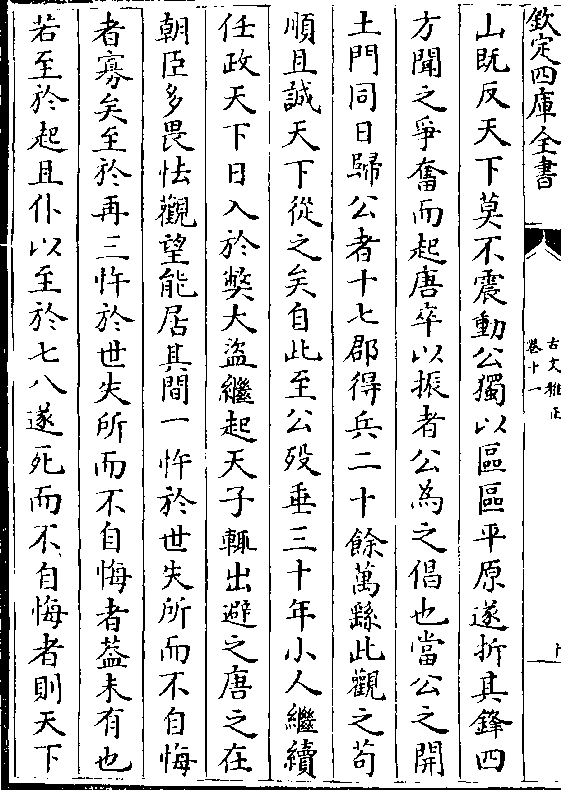 欽定四庫全書
古文雅正
卷十一
山既反天下莫不震動公獨以區區平原遂折其鋒四
方聞之爭奮而起唐卒以振者公為之倡也當公之開
土門同日歸公者十七郡得兵二十餘萬繇此觀之苟
順且誠天下從之矣自此至公殁垂三十年小人繼續
任政天下日入於弊大盜繼起天子輒出避之唐之在
朝臣多畏怯觀望能居其間一忤於世失所而不自悔
者寡矣至於再三忤於世失所而不自悔者蓋未有也
若至於起且仆以至於七八遂死而不自悔者則天下